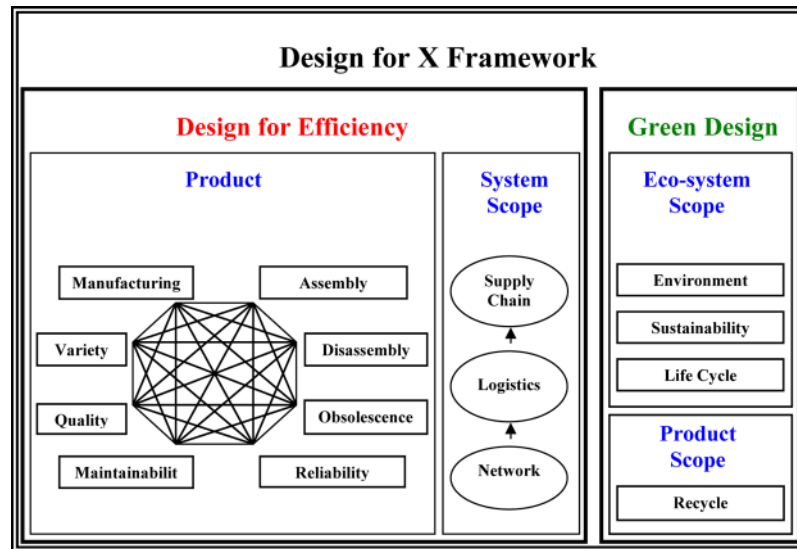 Design for X Framework
Design for Efficiency
Product
Manufacturing
Assembly
Variety
Disassembly
Quality
Obsolescence
Maintainabilit
Reliability
System
Scope
Supply
Chain
Logistics
Network
Green Design
Eco-system
Scope
Environment
Sustainability
Life Cycle
Product
Scope
Recycle